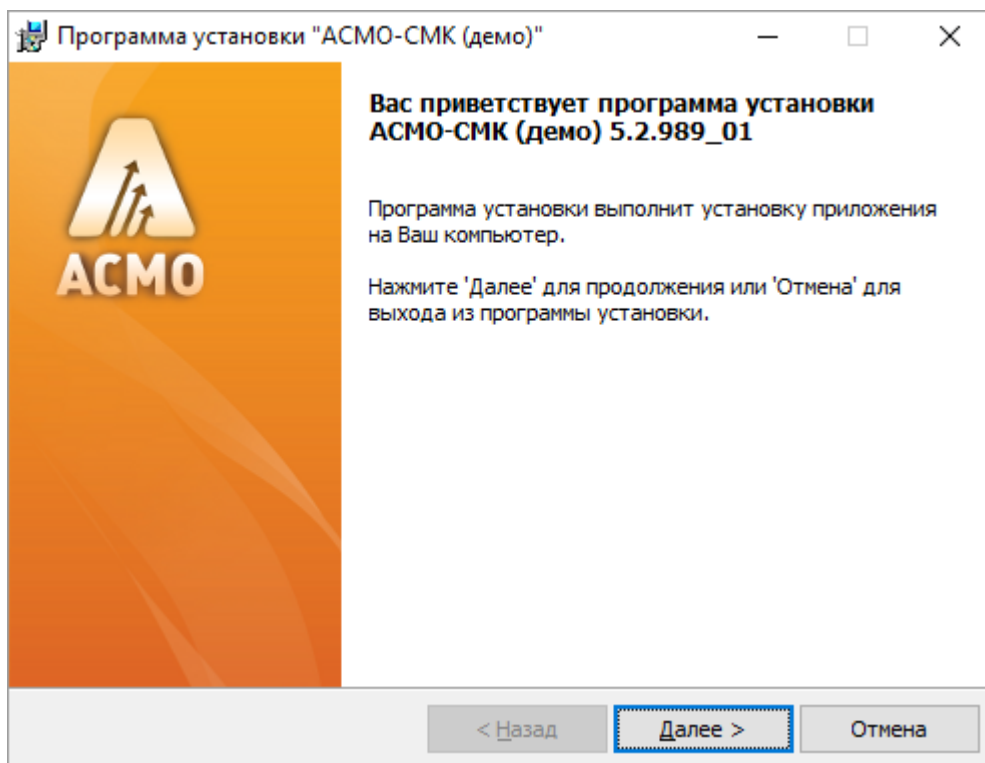 Программа установки "АСМО-СМК (демо)"
АСМО
Вас приветствует программа установки
АСМО-СМК (демо) 5.2.989_01
Программа установки выполнит установку приложения
на Ваш компьютер.
Нажмите 'Далее' для продолжения или 'Отмена' для
выхода из программы установки.
< Назад
Далее >
Отмена